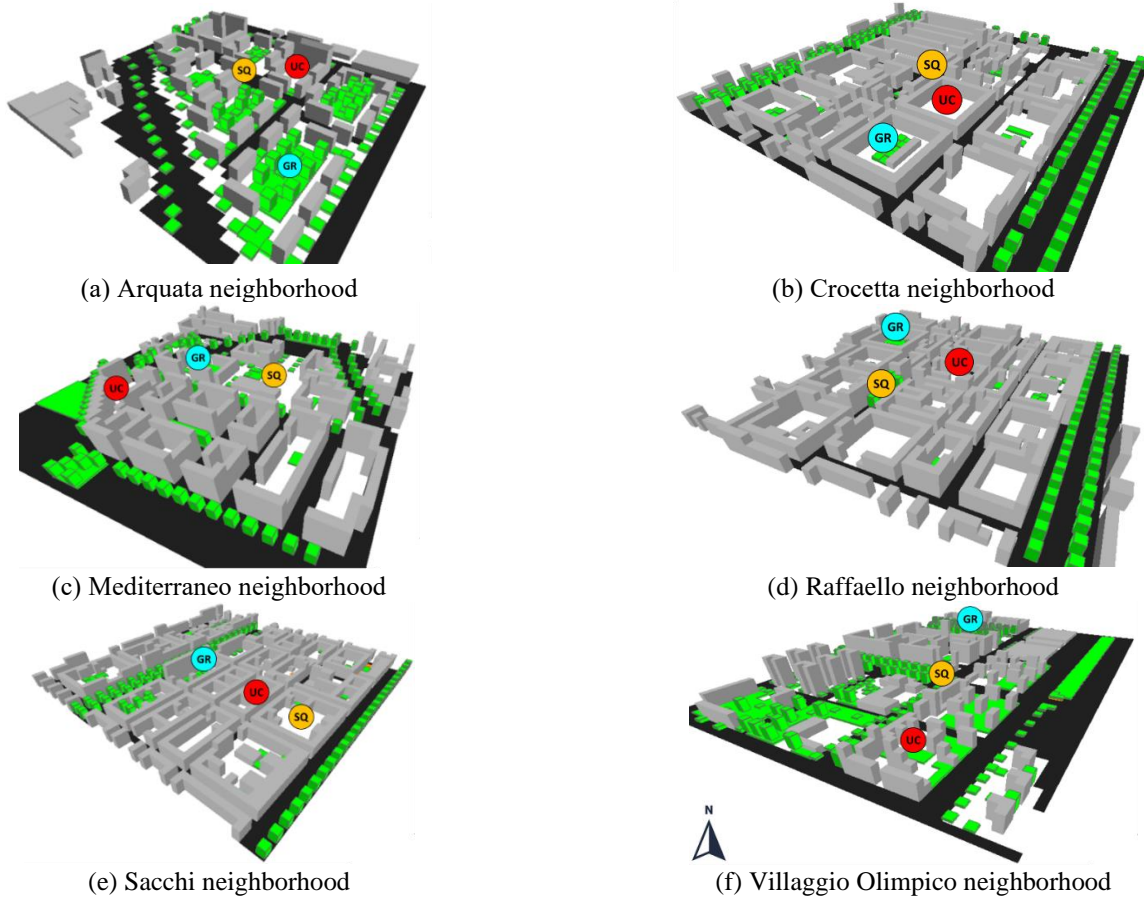 SQ
UC
GR
SQ
UC
GR
(a) Arquata neighborhood
(b) Crocetta neighborhood
GR
UC
SQ
GR
UC
SQ
(c) Mediterraneo neighborhood
(d) Raffaello neighborhood
GR
UC
SQ
GR
SQ
UC
N
(e) Sacchi neighborhood
(f) Villaggio Olimpico neighborhood